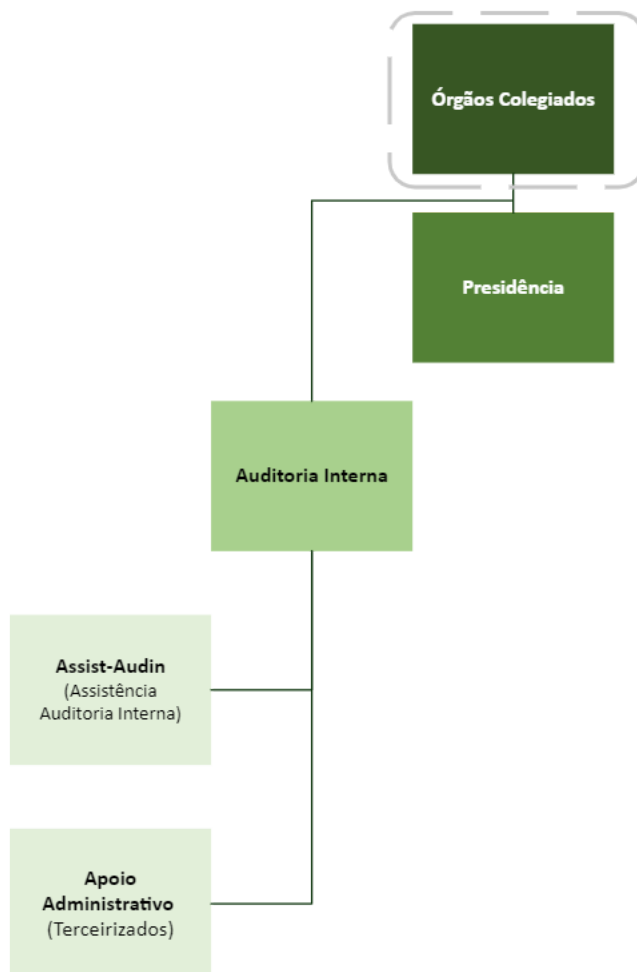 Órgãos Colegiados
Presidência
Auditoria Interna
Assist-Audin
(Assistência
Auditoria Interna)
Apoio
Administrativo
(Terceirizados)